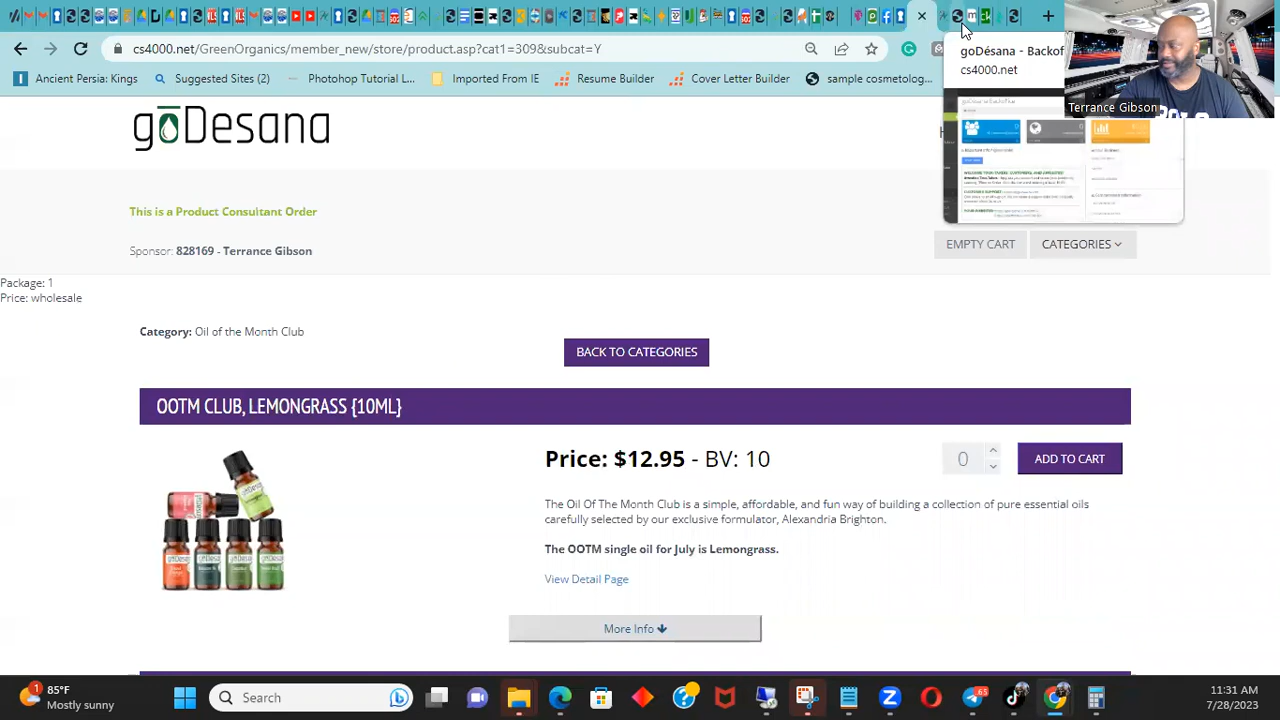 cs4000.net/GreenOrganics/member_new/store/product.asp?cat1=309&subcat=Y
Ancient Persia: Kings
Suggested Sites (2)
Photohop Tutorial L...
Imported From IE
Resume Builder
Cover Letter Builder
sample cosmetolog...
goDésana - Backof
cs4000.net
Terrance Gibson
goDesana
This is a Product Consultant Order
Sponsor: 828169 - Terrance Gibson
EMPTY CART
CATEGORIES
Package: 1
Price: wholesale
Category: Oil of the Month Club
BACK TO CATEGORIES
OOTM CLUB, LEMONGRASS {10ML}
Price: $12.95 - BV: 10
0
ADD TO CART
The Oil Of The Month Club is a simple, affordable, and fun way of building a collection of pure essential oils
carefully selected by our exclusive formulator, Alexandria Brighton.
The OOTM single oil for July is Lemongrass.
View Detail Page
More Info
1
85°F
Mostly sunny
Search
65
11:31 AM
7/28/2023